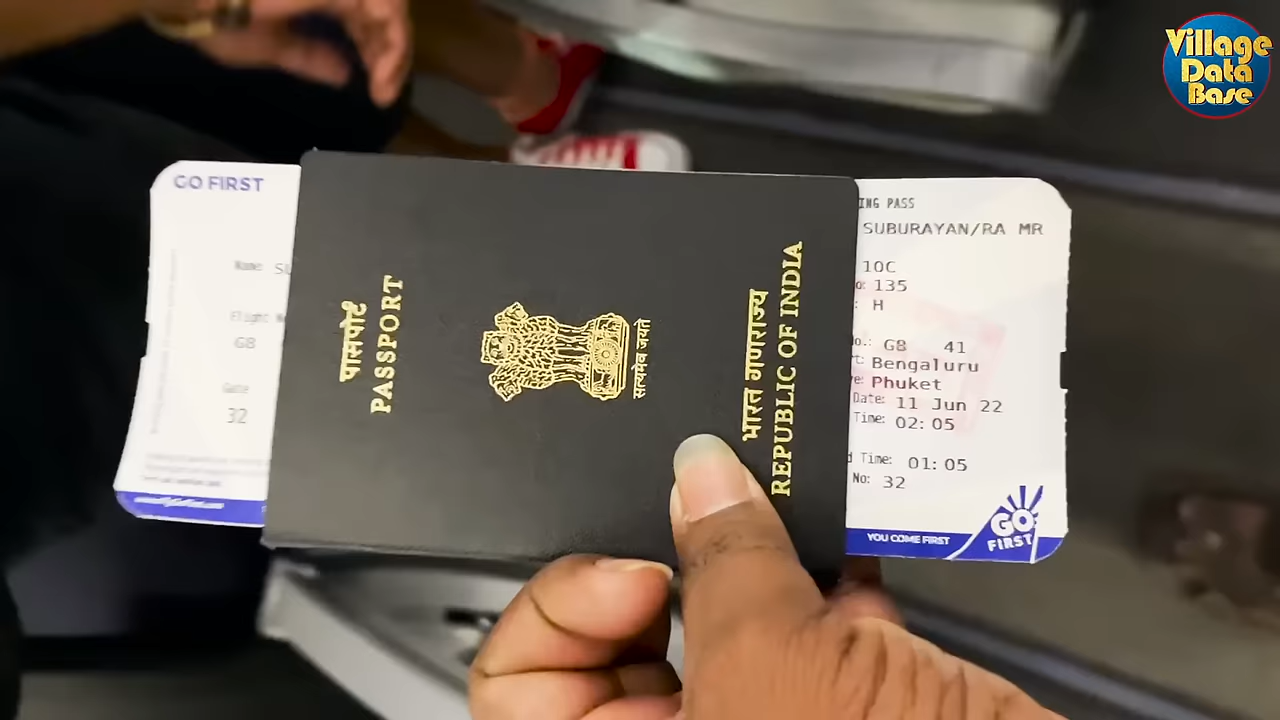 Village
Data
Base
GO FIRST
Name: SU
Flight N
G8
Gate
32
पासपोर्ट
PASSPORT
सत्यमेव जयते
भारत गणराज्य
REPUBLIC OF INDIA
ING PASS
SUBURAYAN/RA MR
10C
o: 135
: H
o.: G8 41
t: Bengaluru
e: Phuket
Date: 11 Jun 22
Time: 02:05
d Time: 01:05
No: 32
YOU COME FIRST
GO
FIRST